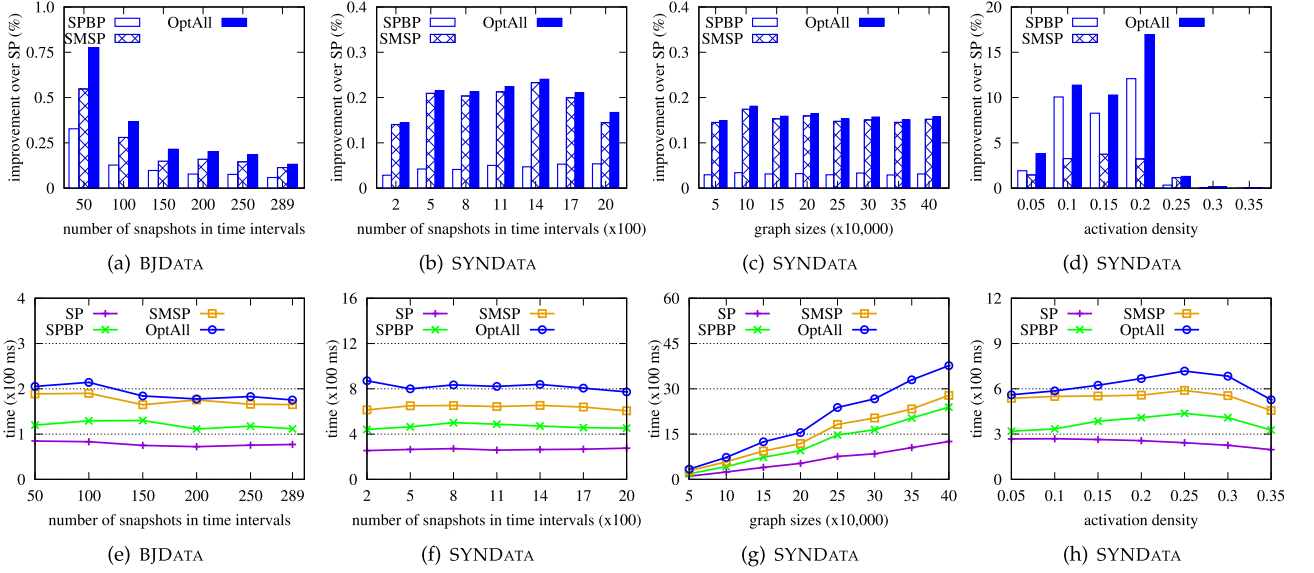 improvement over SP (%)
1.0
0.75
0.5
0.25
0
SPBP
SMSP
OptAll
50 100 150 200 250 289
number of snapshots in time intervals
(a) BJDATA
improvement over SP (%)
0.4
0.3
0.2
0.1
0
SPBP
SMSP
OptAll
2 5 8 11 14 17 20
number of snapshots in time intervals (x100)
(b) SYNDATA
improvement over SP (%)
0.4
0.3
0.2
0.1
0
SPBP
SMSP
OptAll
5 10 15 20 25 30 35 40
graph sizes (x10,000)
(c) SYNDATA
improvement over SP (%)
20
15
10
5
0
SPBP
SMSP
OptAll
0.05 0.1 0.15 0.2 0.25 0.3 0.35
activation density
(d) SYNDATA
time (x100 ms)
4
3
2
1
0
SP
SPBP
SMSP
OptAll
50 100 150 200 250 289
number of snapshots in time intervals
(e) BJDATA
time (x100 ms)
16
12
8
4
0
SP
SPBP
SMSP
OptAll
2 5 8 11 14 17 20
number of snapshots in time intervals (x100)
(f) SYNDATA
time (x100 ms)
60
45
30
15
0
SP
SPBP
SMSP
OptAll
5 10 15 20 25 30 35 40
graph sizes (x10,000)
(g) SYNDATA
time (x100 ms)
12
9
6
3
0
SP
SPBP
SMSP
OptAll
0.05 0.1 0.15 0.2 0.25 0.3 0.35
activation density
(h) SYNDATA